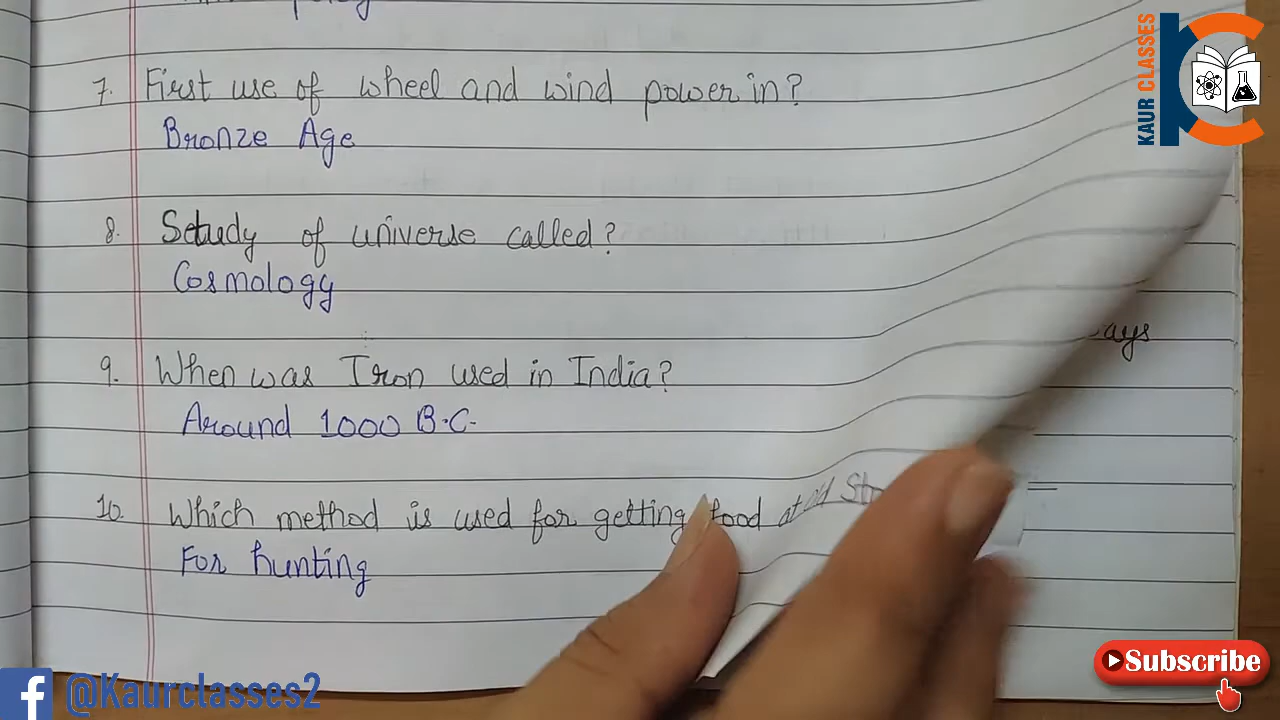 7. First use of wheel and wind power in?
Bronze Age
8. Setudy of universe called?
Cosmology
9. When was Iron used in India?
Around 1000 B.C.
10. Which method is used for getting food at old
For hunting
ays
KAUR CLASSES
Subscribe
f @Kaurclasses2